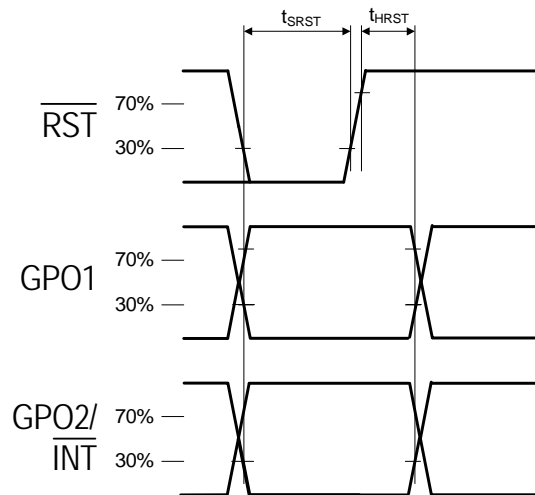 tSRST
tHRST
RST
70%
30%
GPO1
70%
30%
GPO2/
INT
70%
30%